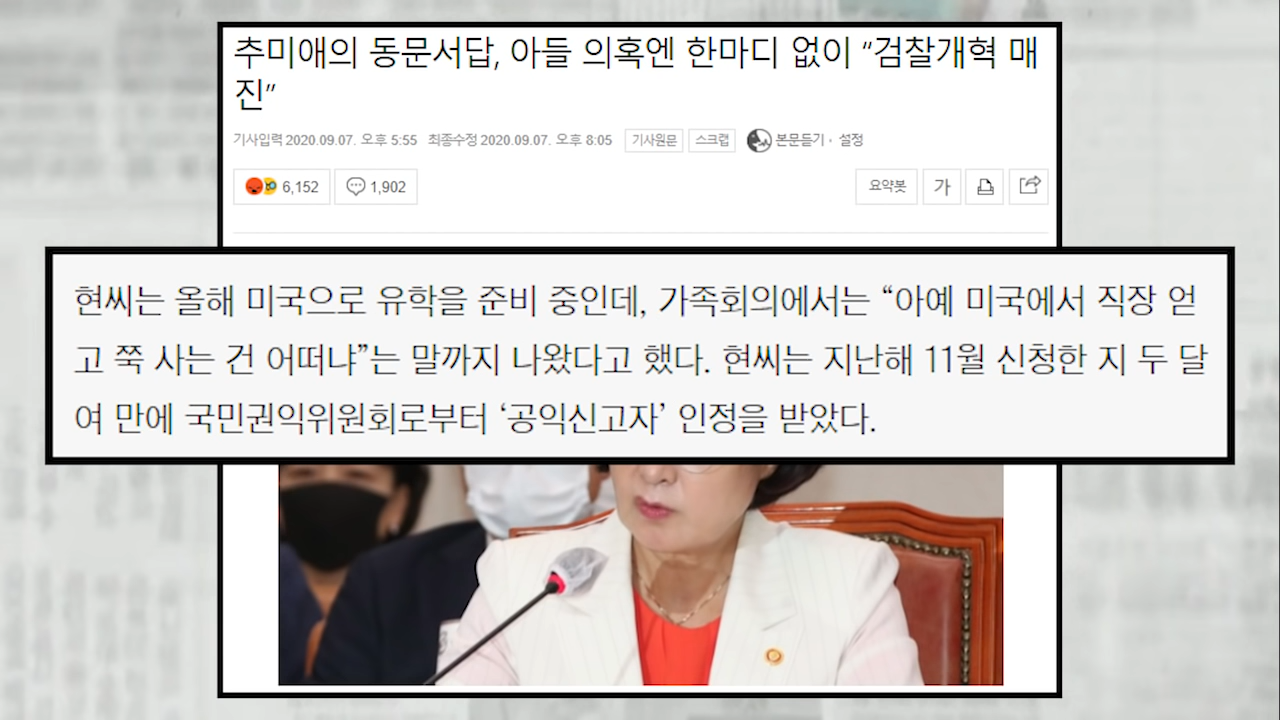 추미애의 동문서답, 아들 의혹엔 한마디 없이 "검찰개혁 매
진"
기사입력 2020.09.07. 오후 5:55 최종수정 2020.09.07. 오후 8:05 기사원문 스크랩 본문듣기 · 설정
6,152 1,902 요약봇 가
현씨는 올해 미국으로 유학을 준비 중인데, 가족회의에서는 “아예 미국에서 직장 얻
고 쭉 사는 건 어떠냐”는 말까지 나왔다고 했다. 현씨는 지난해 11월 신청한 지 두 달
여 만에 국민권익위원회로부터 ‘공익신고자’ 인정을 받았다.